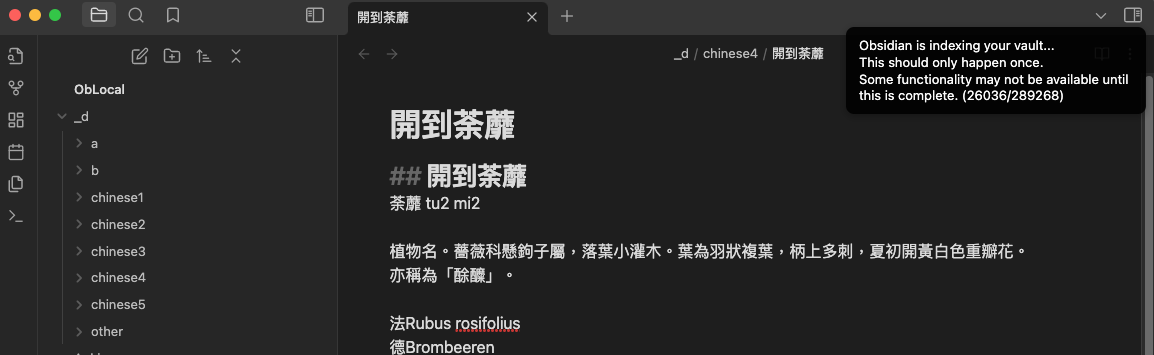 開到荼蘼
Obsidian is indexing your vault...
This should only happen once.
Some functionality may not be available until
this is complete. (26036/289268)
_d / chinese4 / 開到荼蘼
ObLocal
_d
a
b
chinese1
chinese2
chinese3
chinese4
chinese5
other
開到荼蘼
## 開到荼蘼
荼蘼 tu2 mi2
植物名。薔薇科懸鉤子屬，落葉小灌木。葉為羽狀複葉，柄上多刺，夏初開黃白色重瓣花。
亦稱為「酴醾」。
法Rubus rosifolius
德Brombeeren